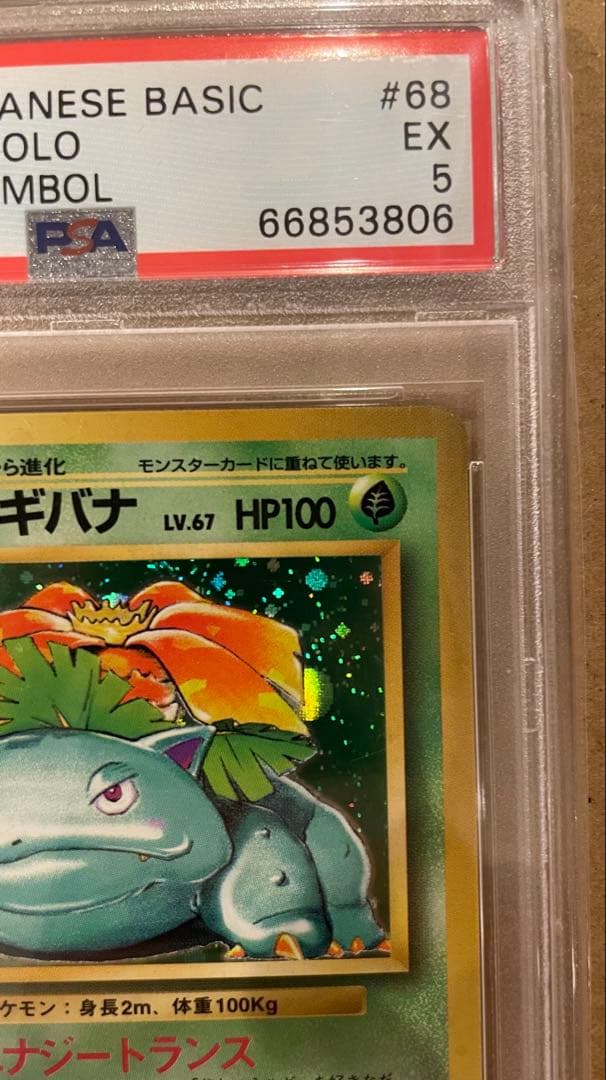 ANESE BASIC #68
OLO EX
MBOL 5
PSA 66853806
ら進化 モンスターカードに重ねて使います。
ギバナ LV.67 HP100
ケモン：身長2m、体重100Kg
ナジートランス